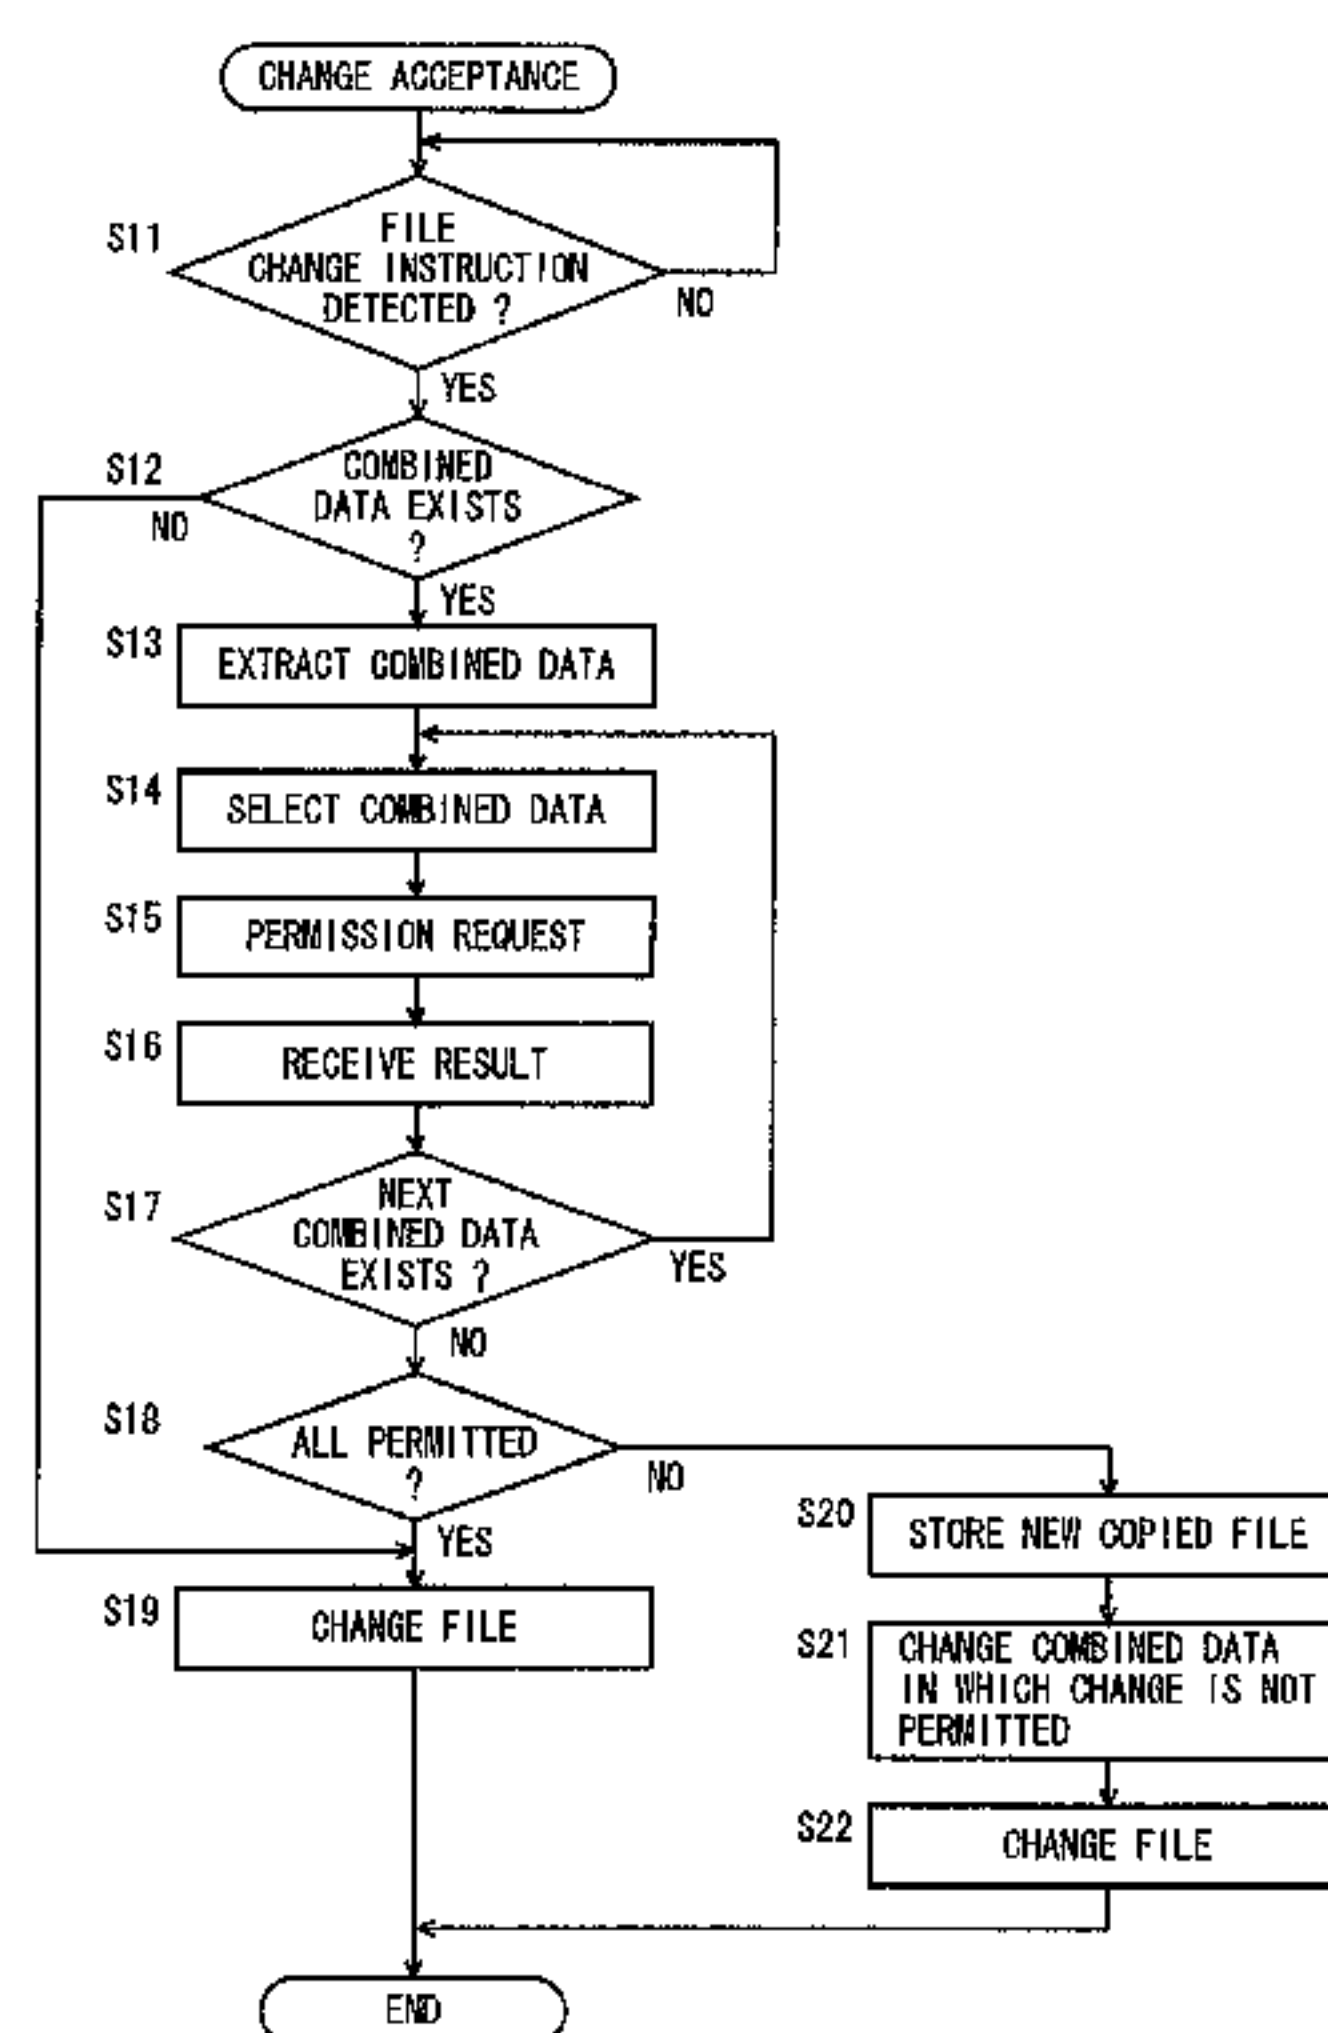 CHANGE ACCEPTANCE
S11
FILE
CHANGE INSTRUCTION
DETECTED ?
NO
YES
S12
COMBINED
DATA EXISTS
?
NO
YES
S13
EXTRACT COMBINED DATA
S14
SELECT COMBINED DATA
S15
PERMISSION REQUEST
S16
RECEIVE RESULT
S17
NEXT
COMBINED DATA
EXISTS ?
YES
NO
S18
ALL PERMITTED
?
NO
YES
S19
CHANGE FILE
S20
STORE NEW COPIED FILE
S21
CHANGE COMBINED DATA
IN WHICH CHANGE IS NOT
PERMITTED
S22
CHANGE FILE
END